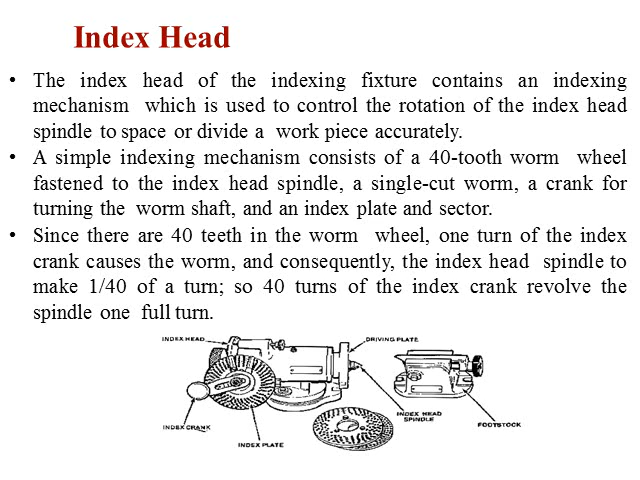 Index Head
• The index head of the indexing fixture contains an indexing
mechanism which is used to control the rotation of the index head
spindle to space or divide a work piece accurately.
• A simple indexing mechanism consists of a 40-tooth worm wheel
fastened to the index head spindle, a single-cut worm, a crank for
turning the worm shaft, and an index plate and sector.
• Since there are 40 teeth in the worm wheel, one turn of the index
crank causes the worm, and consequently, the index head spindle to
make 1/40 of a turn; so 40 turns of the index crank revolve the
spindle one full turn.
INDEX HEAD
DRIVING PLATE
INDEX HEAD
SPINDLE
FOOTSTOCK
INDEX CRANK
INDEX PLATE